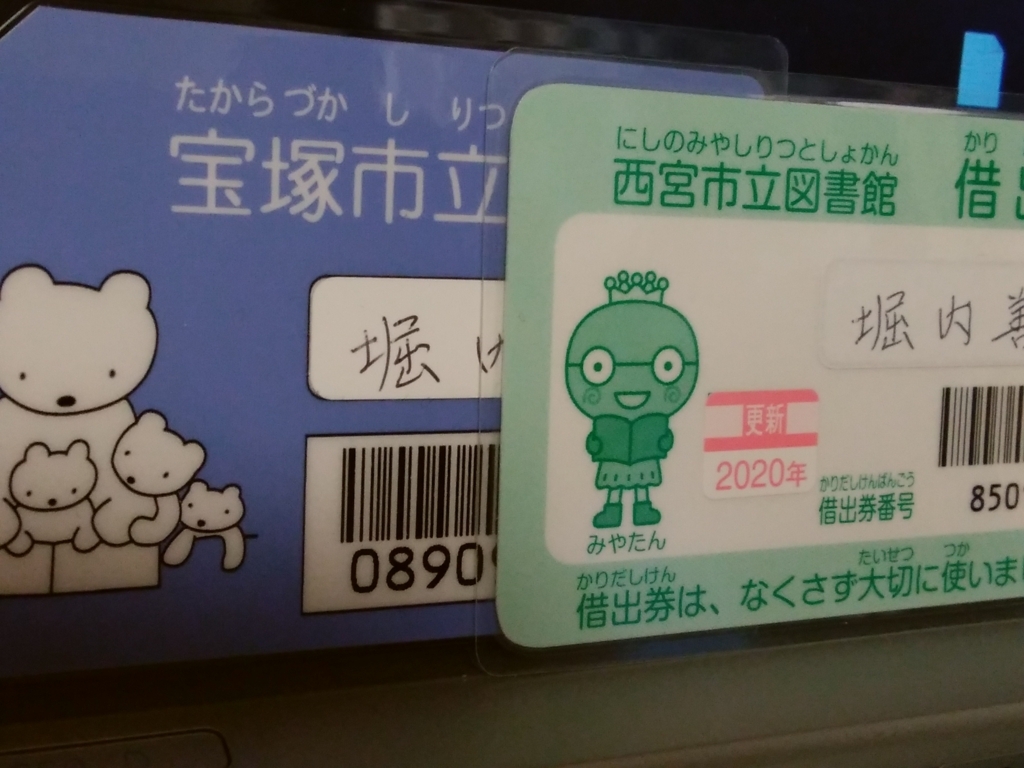 たからづか し りつ
宝塚市立
堀内
0890
にしのみやしりつとしょかん
西宮市立図書館
かり
借出
堀内善
更新
2020年
かりだしけんばんごう
借出券番号
850
みやたん
かりだしけん たいせつ つか
借出券は、なくさず大切に使いま